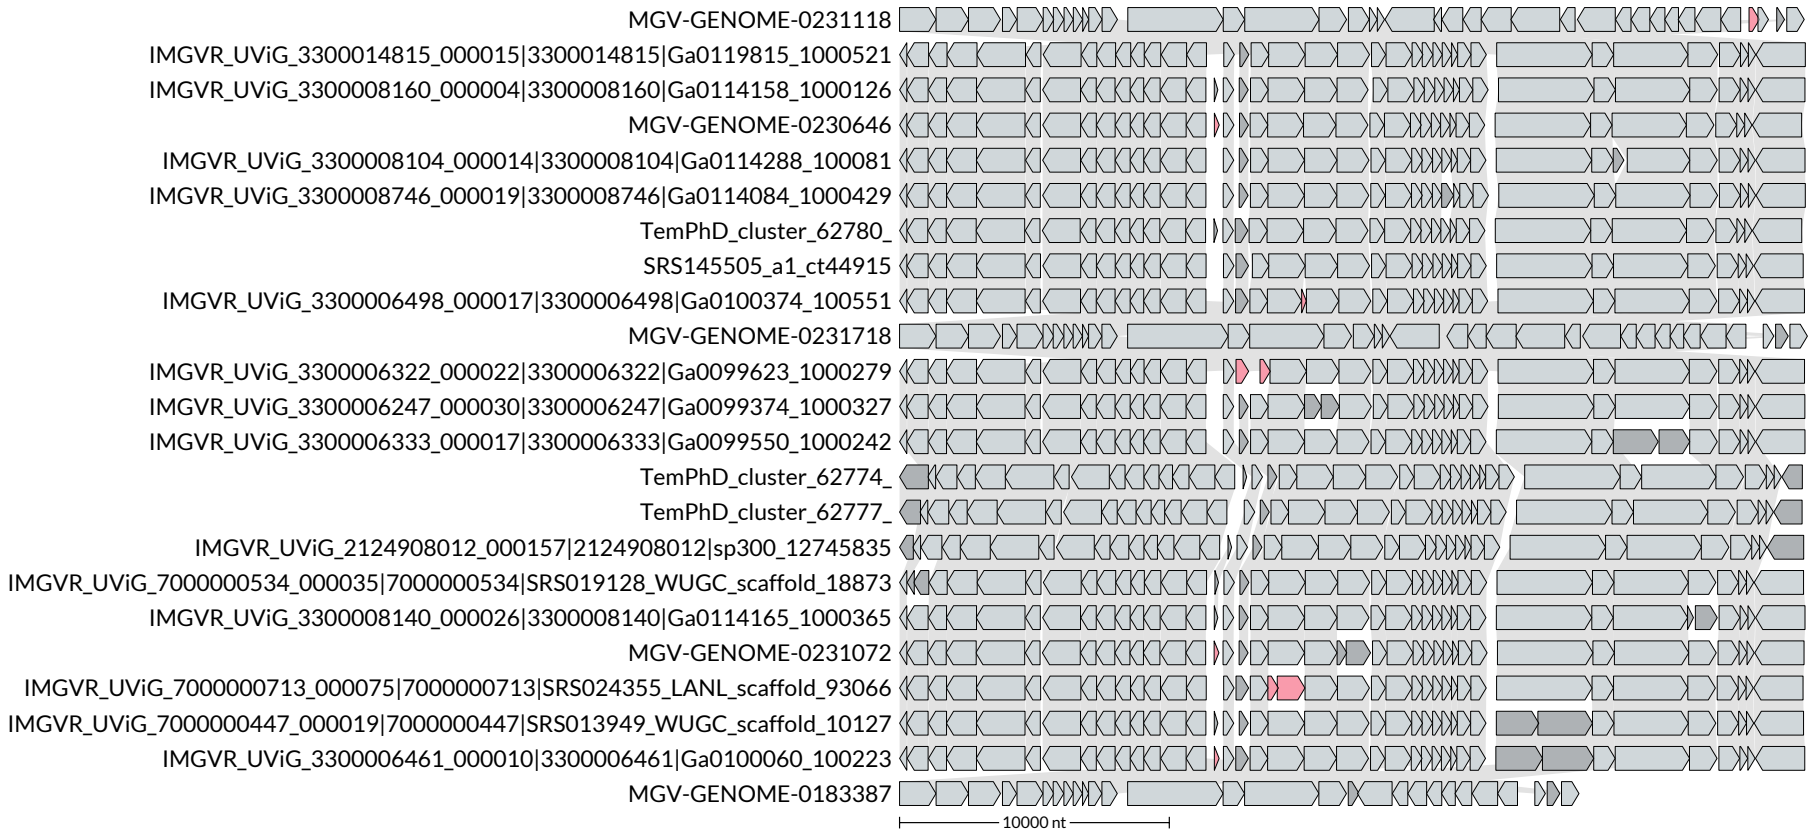 MGV-GENOME-0231118
IMGVR_UViG_3300014815_000015|3300014815|Ga0119815_1000521
IMGVR_UViG_3300008160_000004|3300008160|Ga0114158_1000126
MGV-GENOME-0230646
IMGVR_UViG_3300008104_000014|3300008104|Ga0114288_100081
IMGVR_UViG_3300008746_000019|3300008746|Ga0114084_1000429
TemPhD_cluster_62780_
SRS145505_a1_ct44915
IMGVR_UViG_3300006498_000017|3300006498|Ga0100374_100551
MGV-GENOME-0231718
IMGVR_UViG_3300006322_000022|3300006322|Ga0099623_1000279
IMGVR_UViG_3300006247_000030|3300006247|Ga0099374_1000327
IMGVR_UViG_3300006333_000017|3300006333|Ga0099550_1000242
TemPhD_cluster_62774_
TemPhD_cluster_62777_
IMGVR_UViG_2124908012_000157|2124908012|sp300_12745835
IMGVR_UViG_7000000534_000035|7000000534|SRS019128_WUGC_scaffold_18873
IMGVR_UViG_3300008140_000026|3300008140|Ga0114165_1000365
MGV-GENOME-0231072
IMGVR_UViG_7000000713_000075|7000000713|SRS024355_LANL_scaffold_93066
IMGVR_UViG_7000000447_000019|7000000447|SRS013949_WUGC_scaffold_10127
IMGVR_UViG_3300006461_000010|3300006461|Ga0100060_100223
MGV-GENOME-0183387
10000 nt